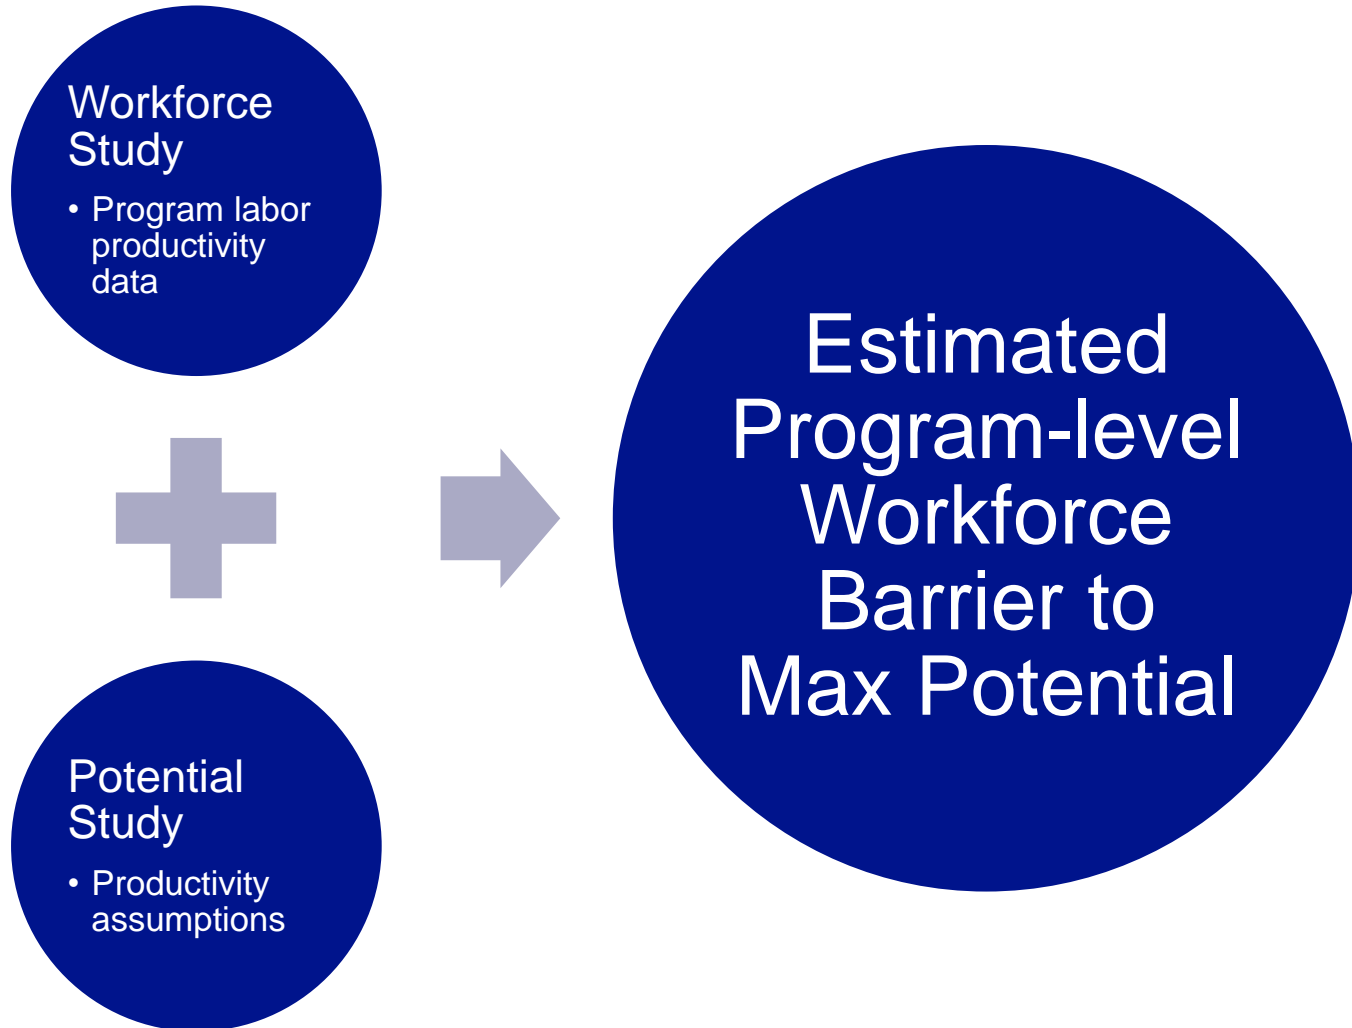 Workforce
Study
• Program labor
productivity
data
Potential
Study
• Productivity
assumptions
Estimated
Program-level
Workforce
Barrier to
Max Potential